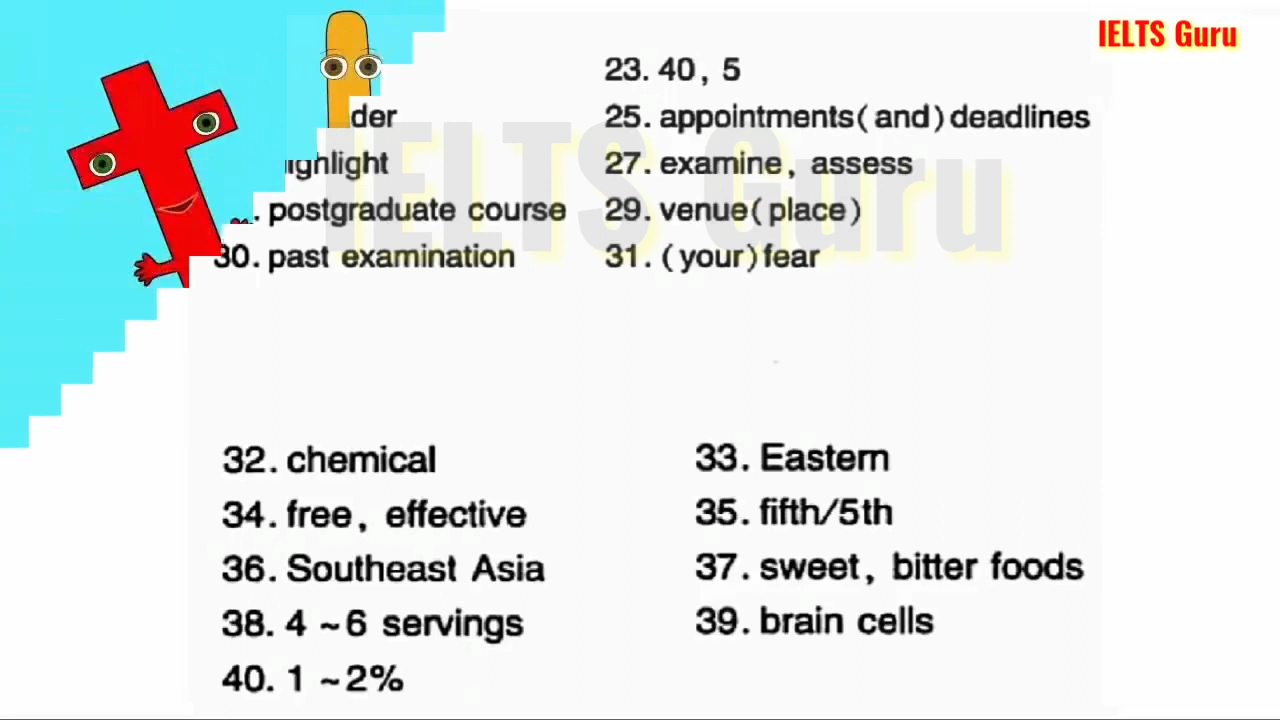 IELTS Guru
23. 40, 5
25. appointments(and)deadlines
27. examine, assess
. postgraduate course 29. venue(place)
30. past examination 31. (your)fear
IELTS Guru
32. chemical 33. Eastern
34. free, effective 35. fifth/5th
36. Southeast Asia 37. sweet, bitter foods
38. 4 ~6 servings 39. brain cells
40. 1 ~2%